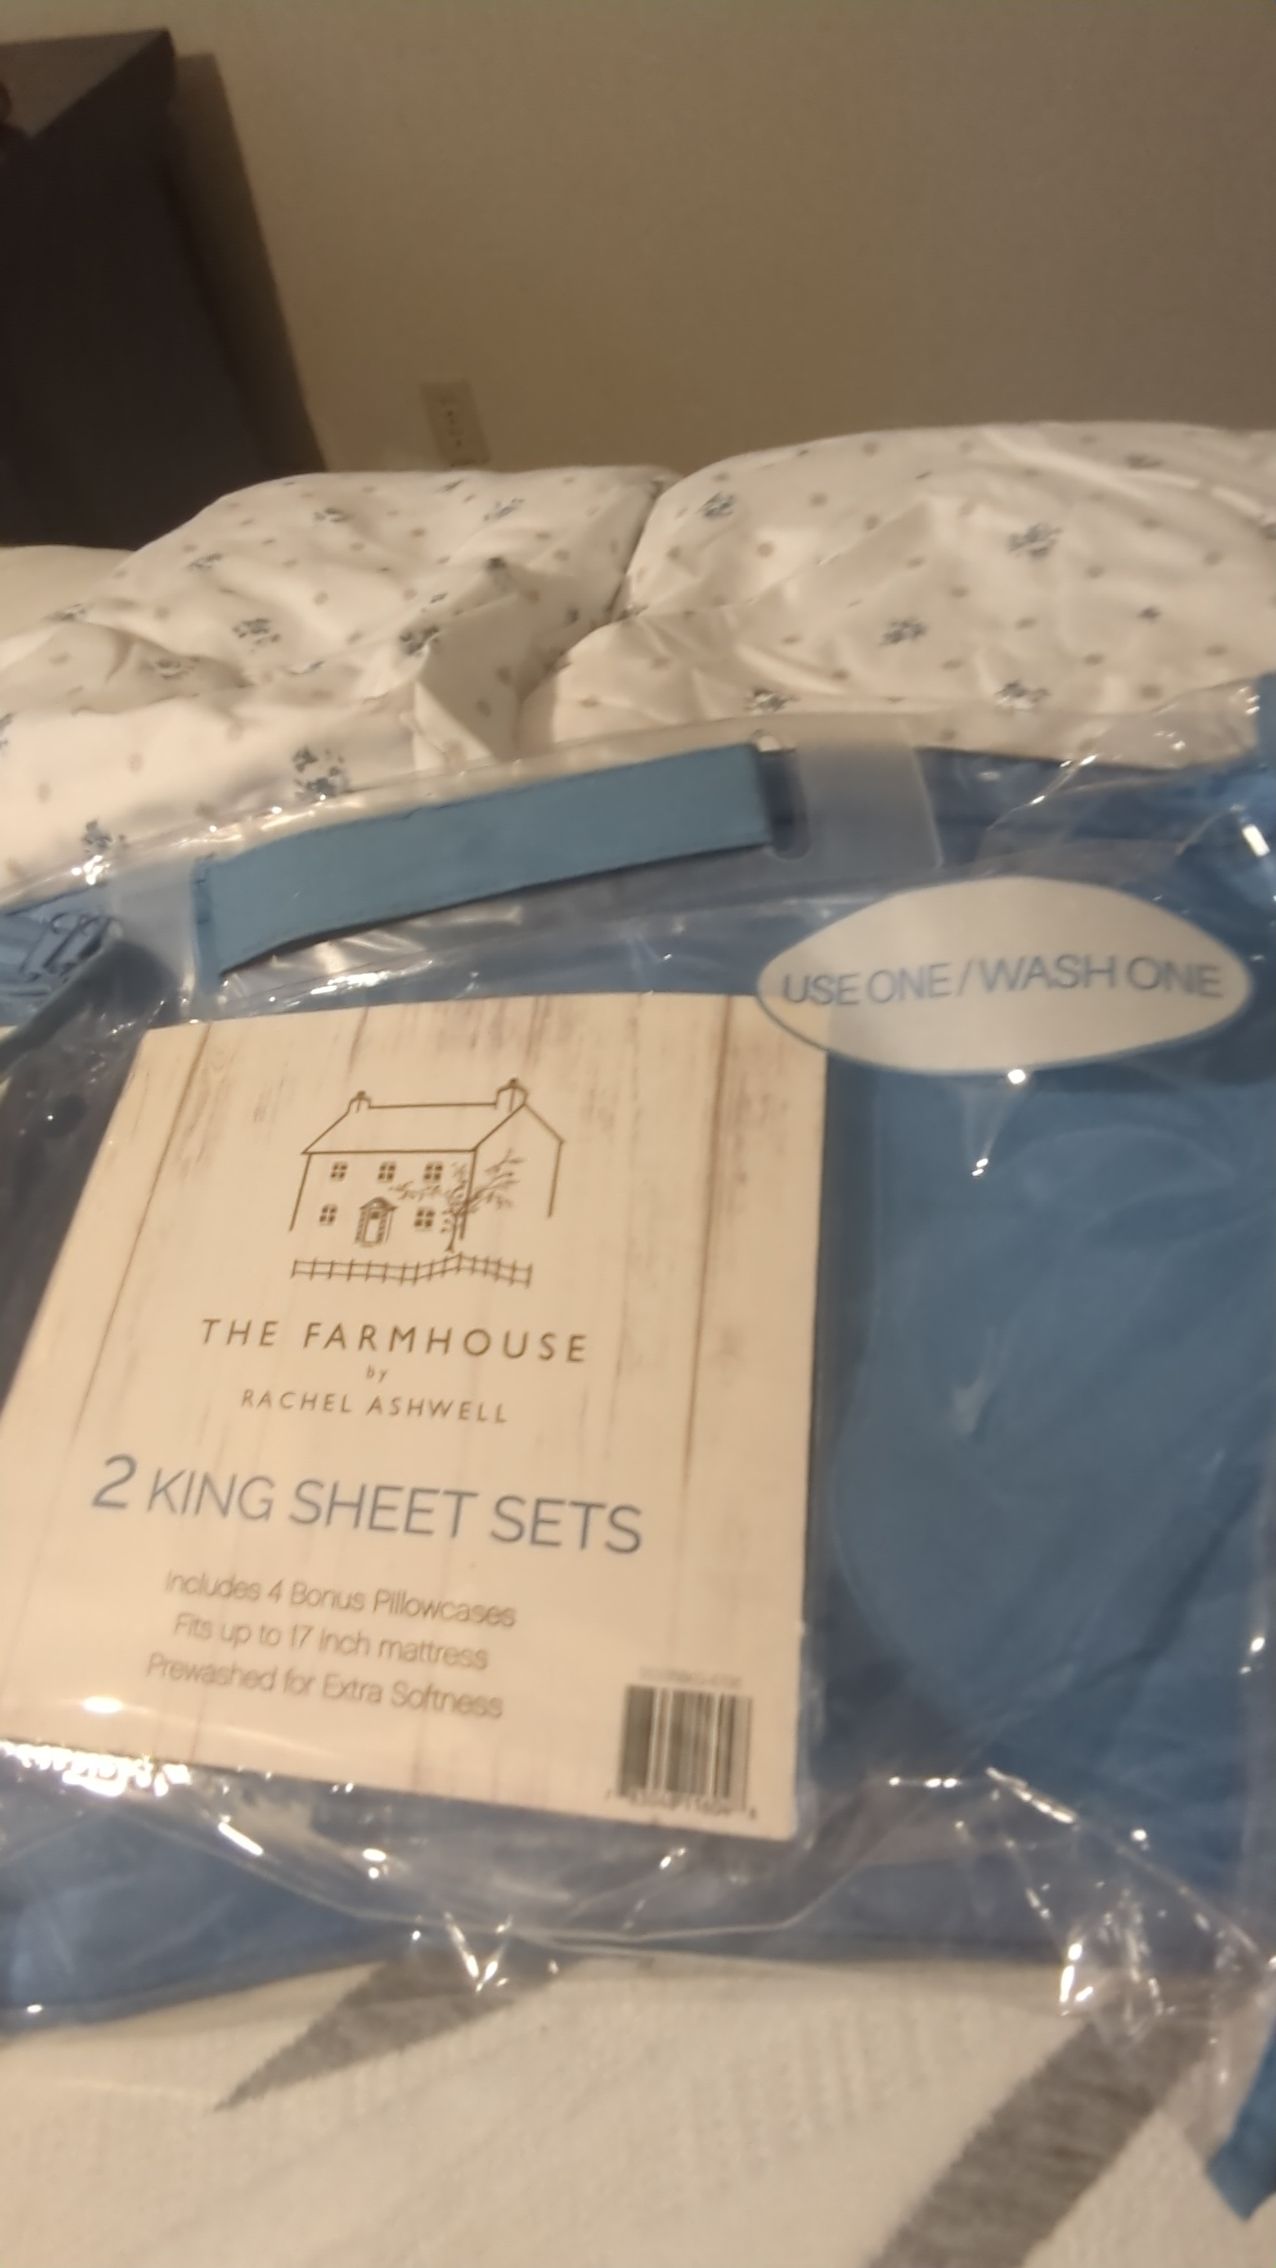 USE ONE/WASH ONE
THE FARMHOUSE
by
RACHEL ASHWELL
2 KING SHEET SETS
Includes 4 Bonus Pillowcases
Fits up to 17 inch mattress
Prewashed for Extra Softness